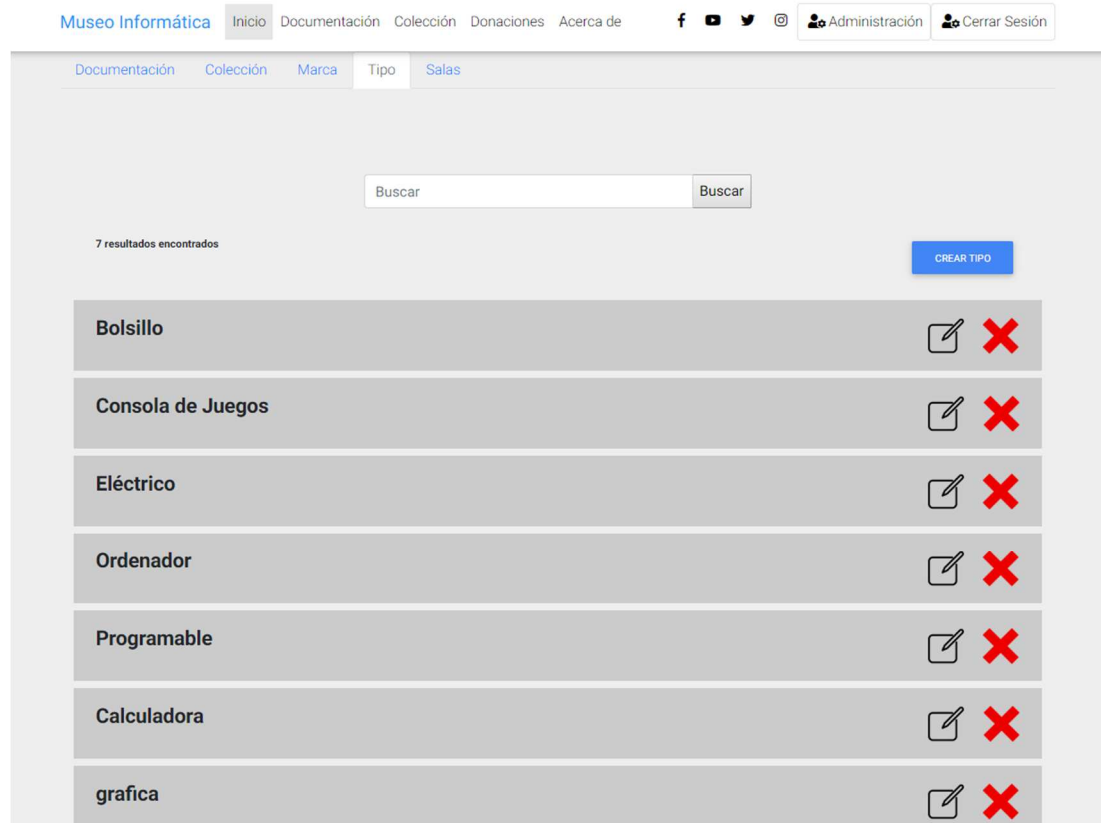 Museo Informática Inicio Documentación Colección Donaciones Acerca de Administración Cerrar Sesión
Documentación Colección Marca Tipo Salas
Buscar Buscar
7 resultados encontrados
CREAR TIPO
Bolsillo
Consola de Juegos
Eléctrico
Ordenador
Programable
Calculadora
grafica